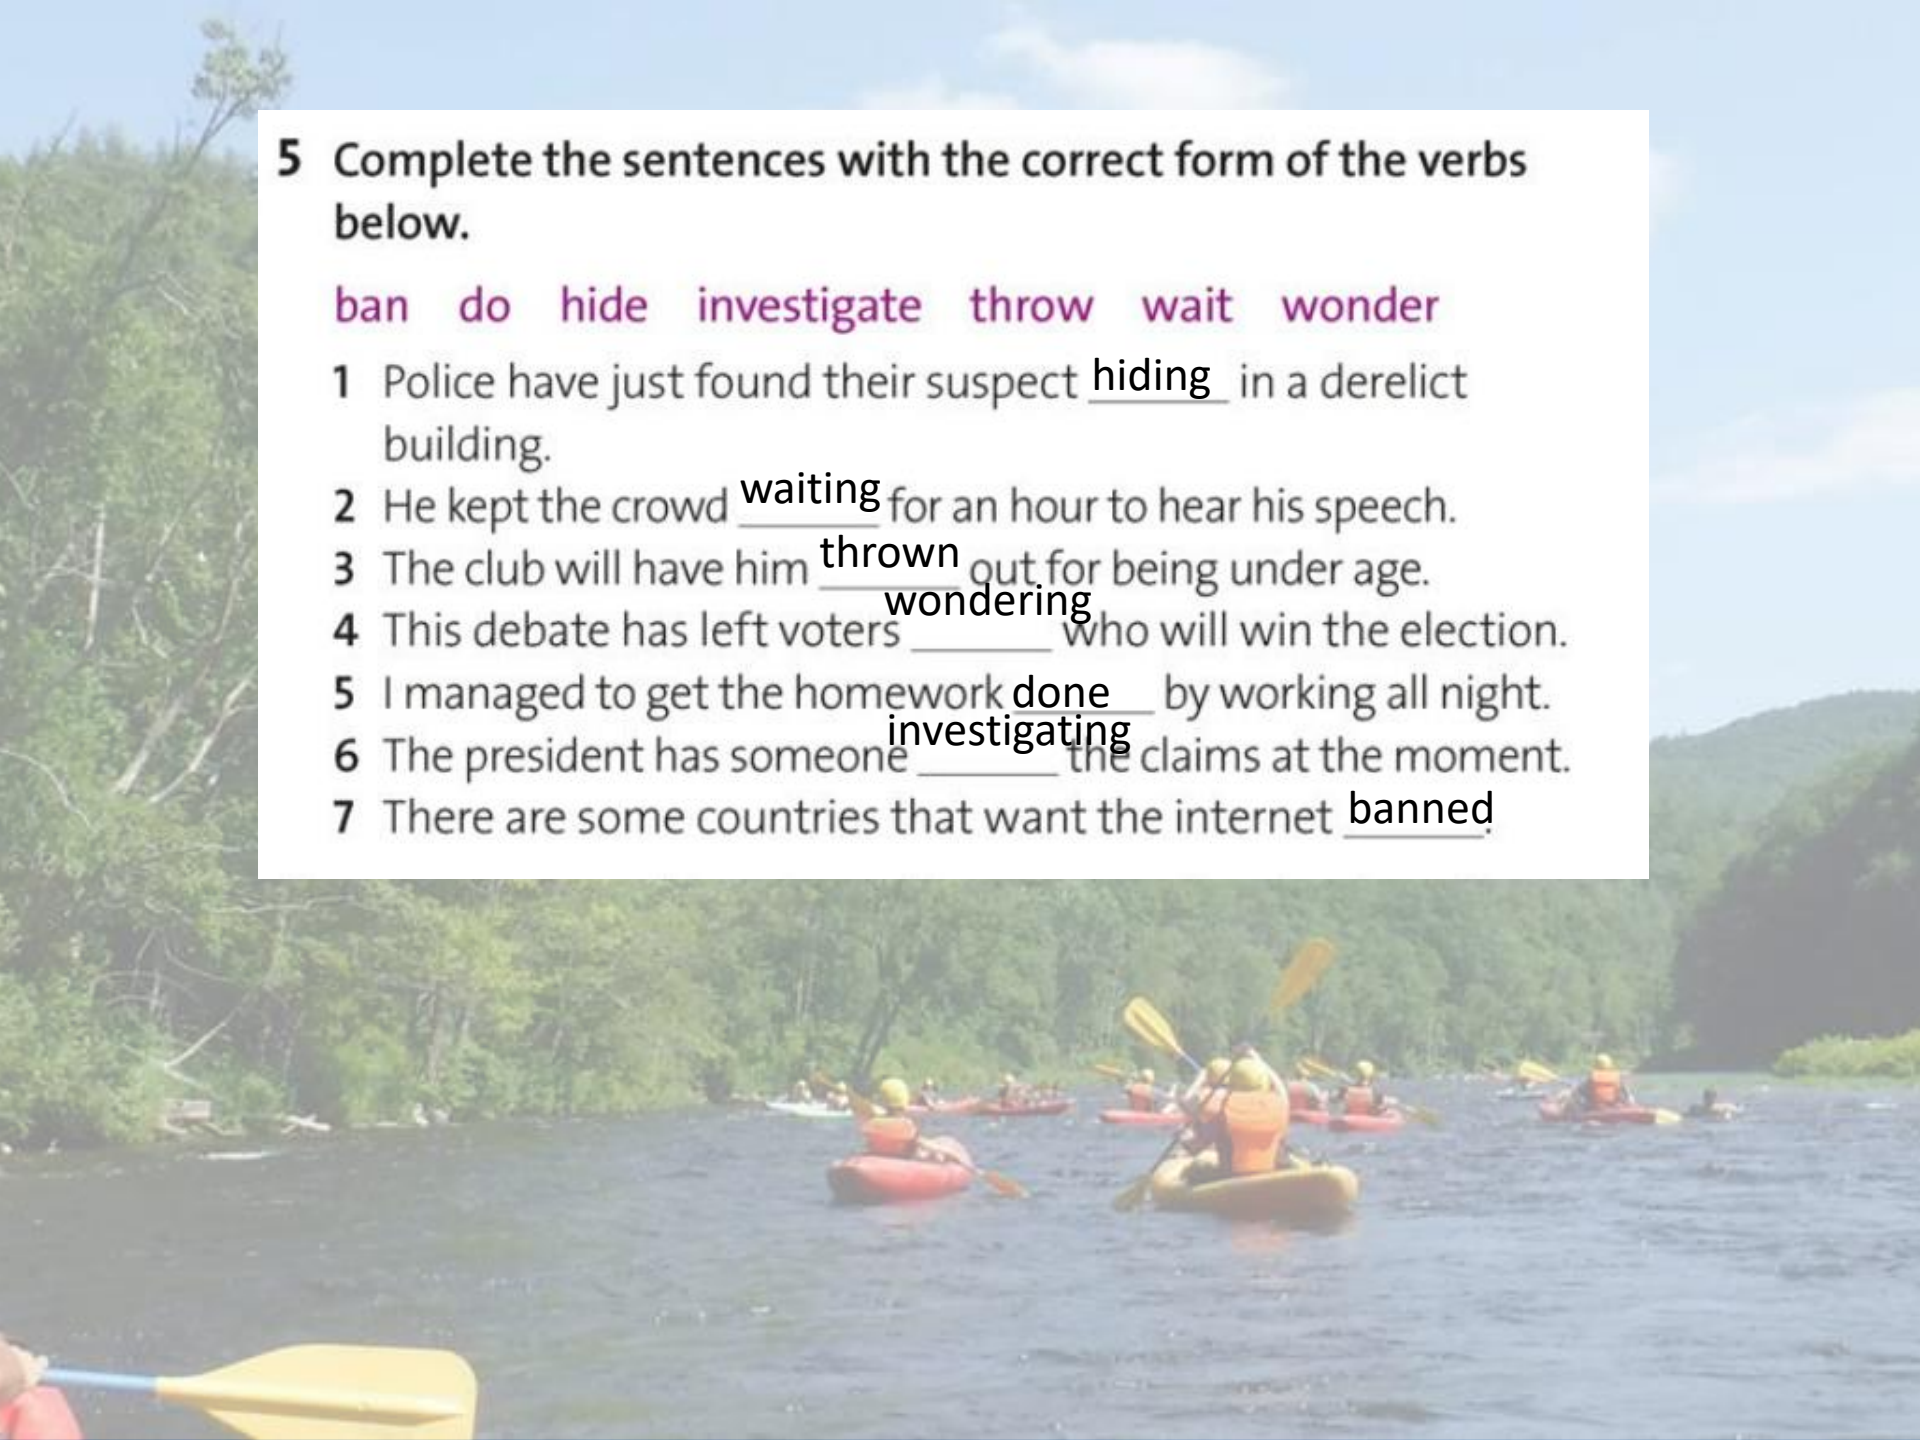 5 Complete the sentences with the correct form of the verbs
below.
ban do hide investigate throw wait wonder
1 Police have just found their suspect hiding in a derelict
building.
2 He kept the crowd waiting for an hour to hear his speech.
3 The club will have him thrown out for being under age.
4 This debate has left voters wondering who will win the election.
5 I managed to get the homework done by working all night.
6 The president has someone investigating the claims at the moment.
7 There are some countries that want the internet banned.